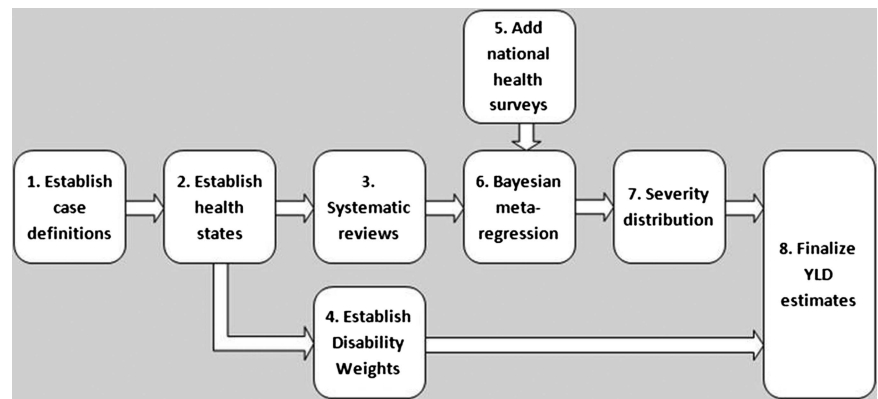 5. Add
national
health
surveys
1. Establish
case
definitions
2. Establish
health
states
3.
Systematic
reviews
6. Bayesian
meta-
regression
7. Severity
distribution
8. Finalize
YLD
estimates
4. Establish
Disability
Weights